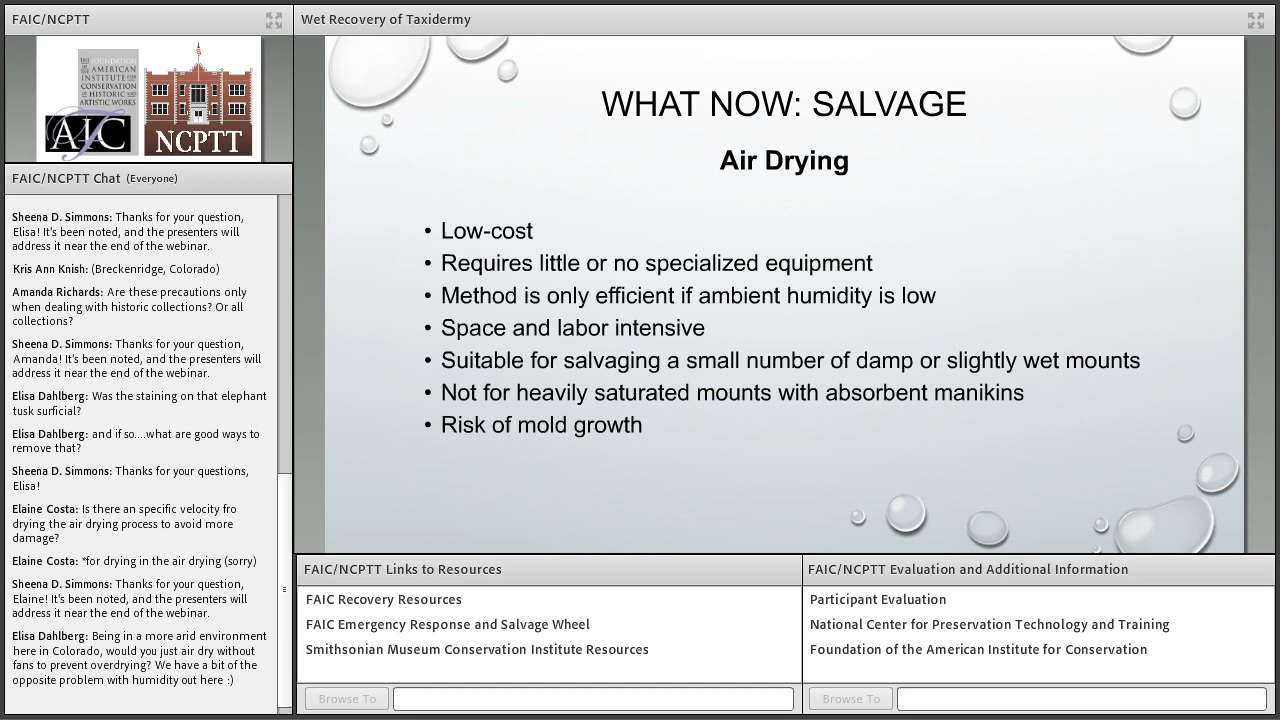 FAIC/NCPTT
FOUNDATION
AMERICAN
INSTITUTE
CONSERVATION
OF HISTORIC
ARTISTIC WORKS
AIC
NCPTT
FAIC/NCPTT Chat (Everyone)
Sheena D. Simmons: Thanks for your question,
Elisa! It's been noted, and the presenters will
address it near the end of the webinar.
Kris Ann Knish: (Breckenridge, Colorado)
Amanda Richards: Are these precautions only
when dealing with historic collections? Or all
collections?
Sheena D. Simmons: Thanks for your question,
Amanda! It's been noted, and the presenters will
address it near the end of the webinar.
Elisa Dahlberg: Was the staining on that elephant
tusk surficial?
Elisa Dahlberg: and if so....what are good ways to
remove that?
Sheena D. Simmons: Thanks for your questions,
Elisa!
Elaine Costa: Is there an specific velocity fro
drying the air drying process to avoid more
damage?
Elaine Costa: *for drying in the air drying (sorry)
Sheena D. Simmons: Thanks for your question,
Elaine! It's been noted, and the presenters will
address it near the end of the webinar.
Elisa Dahlberg: Being in a more arid environment
here in Colorado, would you just air dry without
fans to prevent overdrying? We have a bit of the
opposite problem with humidity out here :)
Wet Recovery of Taxidermy
WHAT NOW: SALVAGE
Air Drying
• Low-cost
• Requires little or no specialized equipment
• Method is only efficient if ambient humidity is low
• Space and labor intensive
• Suitable for salvaging a small number of damp or slightly wet mounts
• Not for heavily saturated mounts with absorbent manikins
• Risk of mold growth
FAIC/NCPTT Links to Resources
FAIC Recovery Resources
FAIC Emergency Response and Salvage Wheel
Smithsonian Museum Conservation Institute Resources
Browse To
FAIC/NCPTT Evaluation and Additional Information
Participant Evaluation
National Center for Preservation Technology and Training
Foundation of the American Institute for Conservation
Browse To